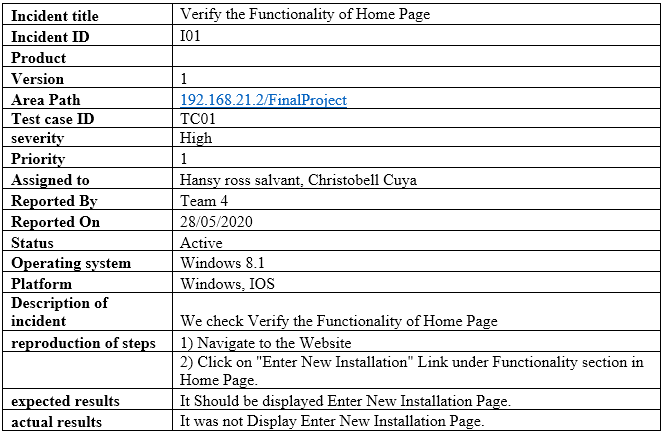 Incident title Verify the Functionality of Home Page
Incident ID I01
Product
Version 1
Area Path 192.168.21.2/FinalProject
Test case ID TC01
severity High
Priority 1
Assigned to Hansy ross salvant, Christobell Cuya
Reported By Team 4
Reported On 28/05/2020
Status Active
Operating system Windows 8.1
Platform Windows, IOS
Description of
incident We check Verify the Functionality of Home Page
reproduction of steps 1) Navigate to the Website
2) Click on "Enter New Installation" Link under Functionality section in
Home Page.
expected results It Should be displayed Enter New Installation Page.
actual results It was not Display Enter New Installation Page.